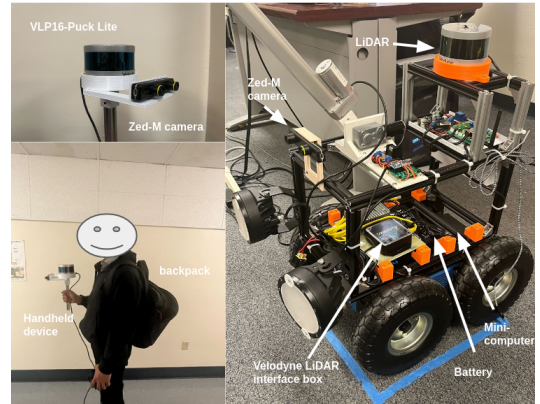 VLP16-Puck Lite
Zed-M camera
Handheld
device
backpack
LiDAR
Zed-M
camera
Velodyne LiDAR
interface box
Battery
Mini-
computer